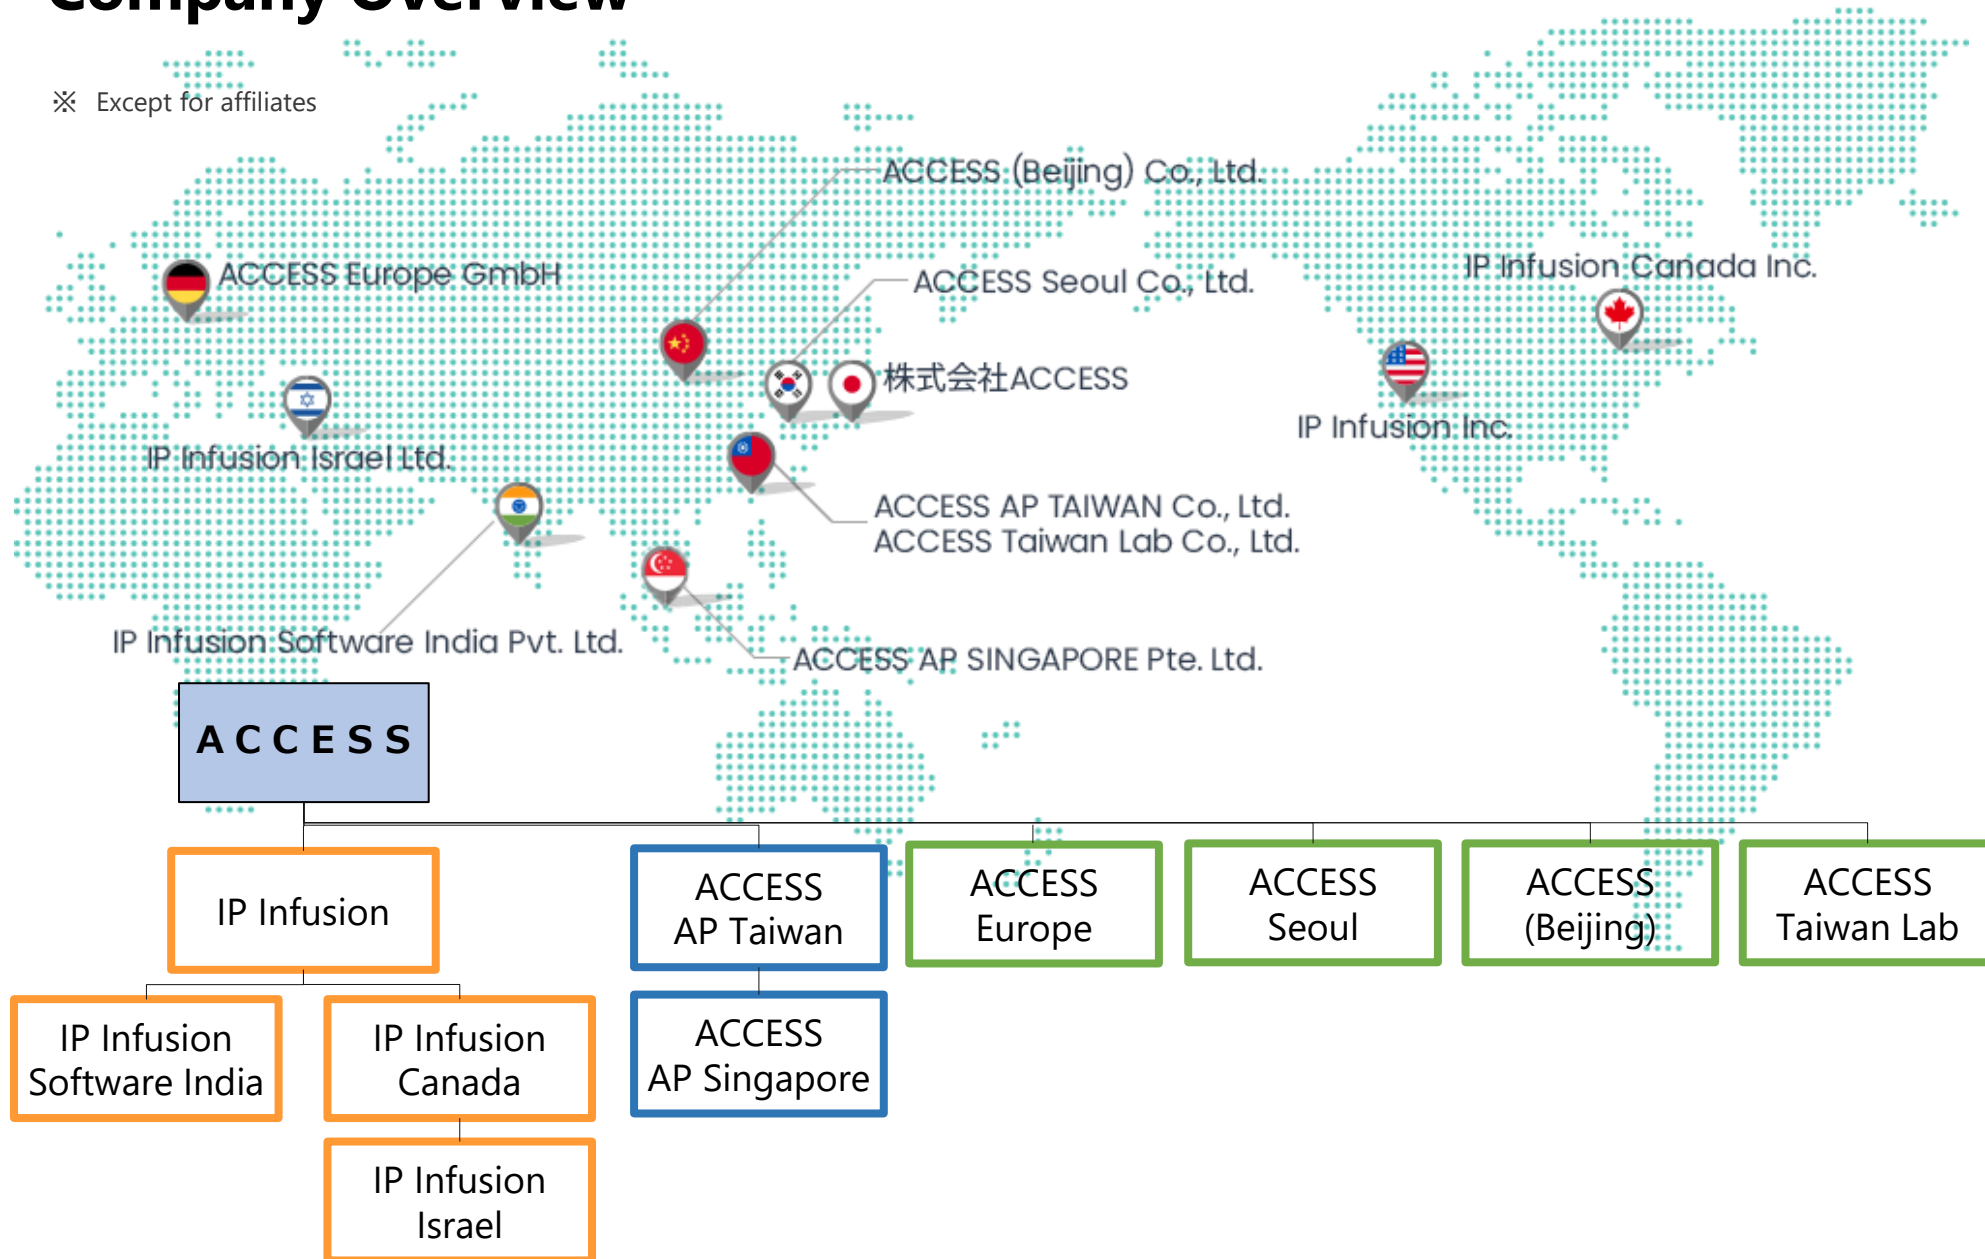 Company Overview
※ Except for affiliates
ACCESS (Beijing) Co., Ltd.
ACCESS Europe GmbH
ACCESS Seoul Co., Ltd.
IP Infusion Canada Inc.
株式会社ACCESS
IP Infusion Inc.
IP Infusion Israel Ltd.
ACCESS AP TAIWAN Co., Ltd.
ACCESS Taiwan Lab Co., Ltd.
IP Infusion Software India Pvt. Ltd.
ACCESS AP SINGAPORE Pte. Ltd.
ACCESS
IP Infusion
ACCESS
AP Taiwan
ACCESS
Europe
ACCESS
Seoul
ACCESS
(Beijing)
ACCESS
Taiwan Lab
IP Infusion
Software India
IP Infusion
Canada
ACCESS
AP Singapore
IP Infusion
Israel